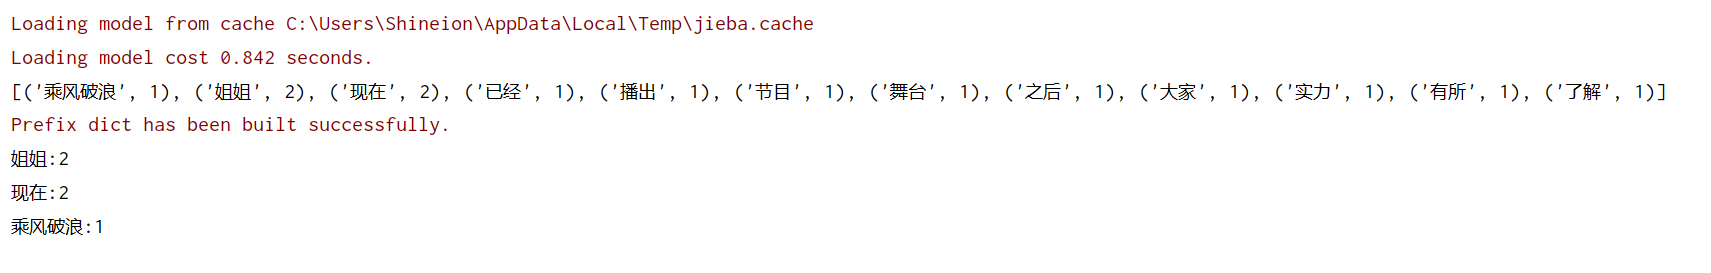 Loading model from cache C:\Users\Shineion\AppData\Local\Temp\jieba.cache
Loading model cost 0.842 seconds.
[('乘风破浪', 1), ('姐姐', 2), ('现在', 2), ('已经', 1), ('播出', 1), ('节目', 1), ('舞台', 1), ('之后', 1), ('大家', 1), ('实力', 1), ('有所', 1), ('了解', 1)]
Prefix dict has been built successfully.
姐姐:2
现在:2
乘风破浪:1